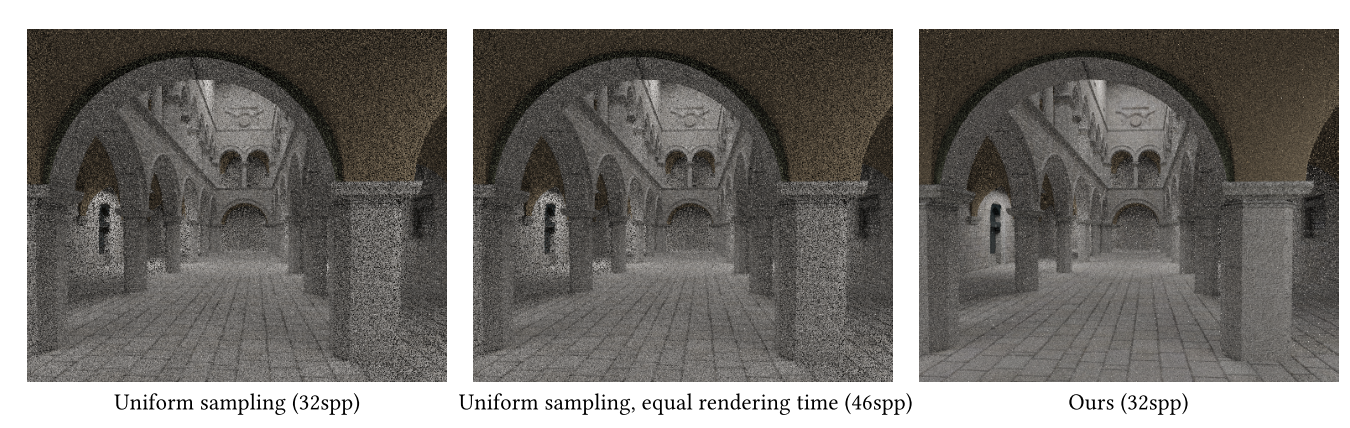 Uniform sampling (32spp)
Uniform sampling, equal rendering time (46spp)
Ours (32spp)